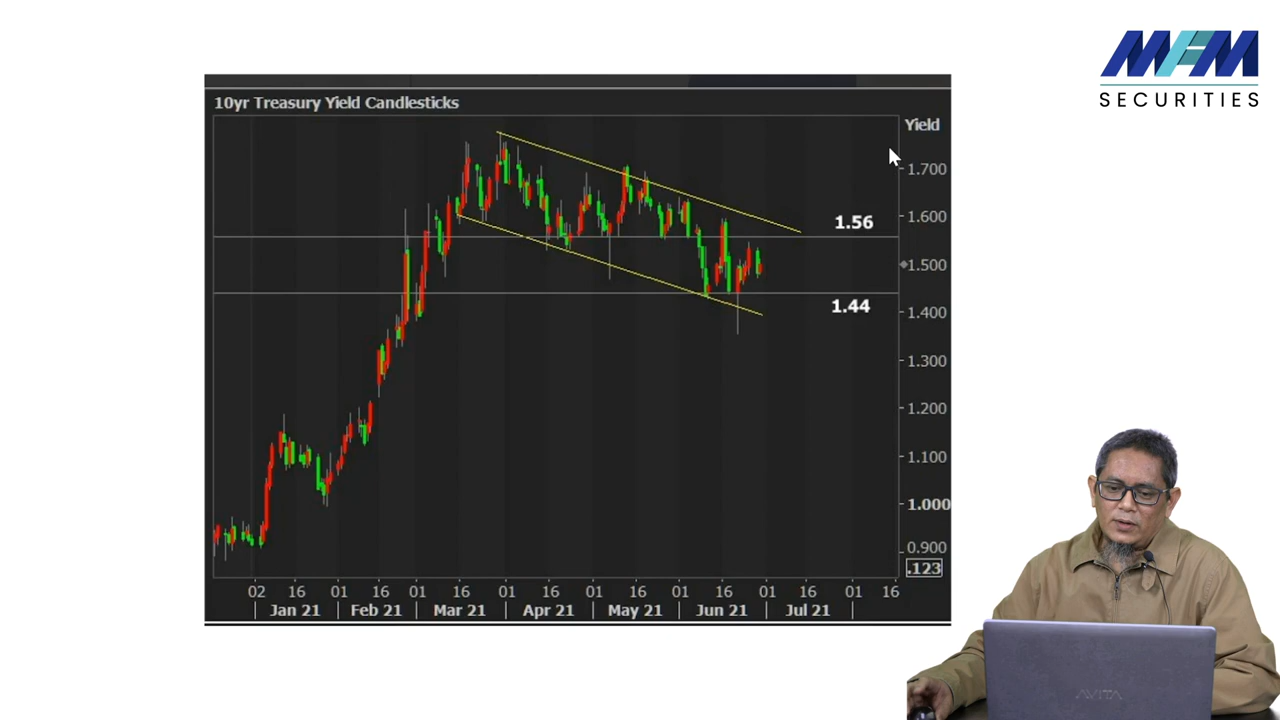 MFM
SECURITIES
10yr Treasury Yield Candlesticks
Yield
1.700
1.600
1.56
1.500
1.44
1.400
1.300
1.200
1.100
1.000
0.900
.123
02 16 01 16 01 16 01 16 01 16 01 16 01 16 01 16
Jan 21 Feb 21 Mar 21 Apr 21 May 21 Jun 21 Jul 21
AVITA